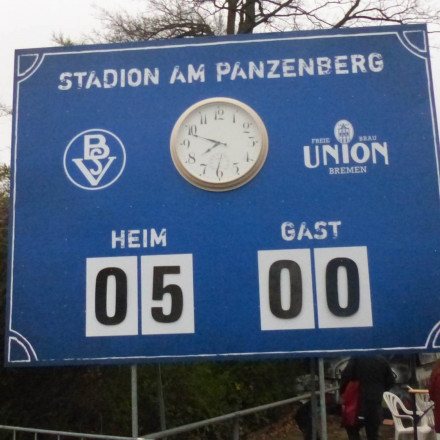 STADION AM PANZENBERG
BSV
FREIE BRAU
UNION
BREMEN
HEIM
GAST
05
00